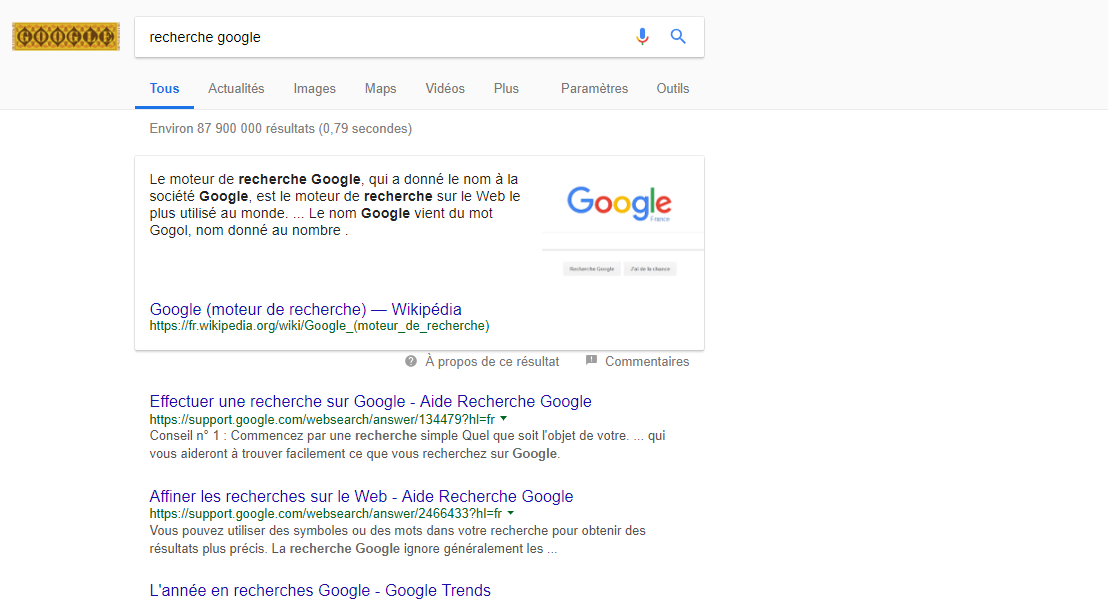 GOOGLE
recherche google
Tous Actualités Images Maps Vidéos Plus Paramètres Outils
Environ 87 900 000 résultats (0,79 secondes)
Le moteur de recherche Google, qui a donné le nom à la
société Google, est le moteur de recherche sur le Web le
plus utilisé au monde. ... Le nom Google vient du mot
Gogol, nom donné au nombre .
Google
France
Recherche Google J'ai de la chance
Google (moteur de recherche) — Wikipédia
https://fr.wikipedia.org/wiki/Google_(moteur_de_recherche)
À propos de ce résultat Commentaires
Effectuer une recherche sur Google - Aide Recherche Google
https://support.google.com/websearch/answer/134479?hl=fr
Conseil n° 1 : Commencez par une recherche simple Quel que soit l'objet de votre. ... qui
vous aideront à trouver facilement ce que vous recherchez sur Google.
Affiner les recherches sur le Web - Aide Recherche Google
https://support.google.com/websearch/answer/2466433?hl=fr
Vous pouvez utiliser des symboles ou des mots dans votre recherche pour obtenir des
résultats plus précis. La recherche Google ignore généralement les ...
L'année en recherches Google - Google Trends